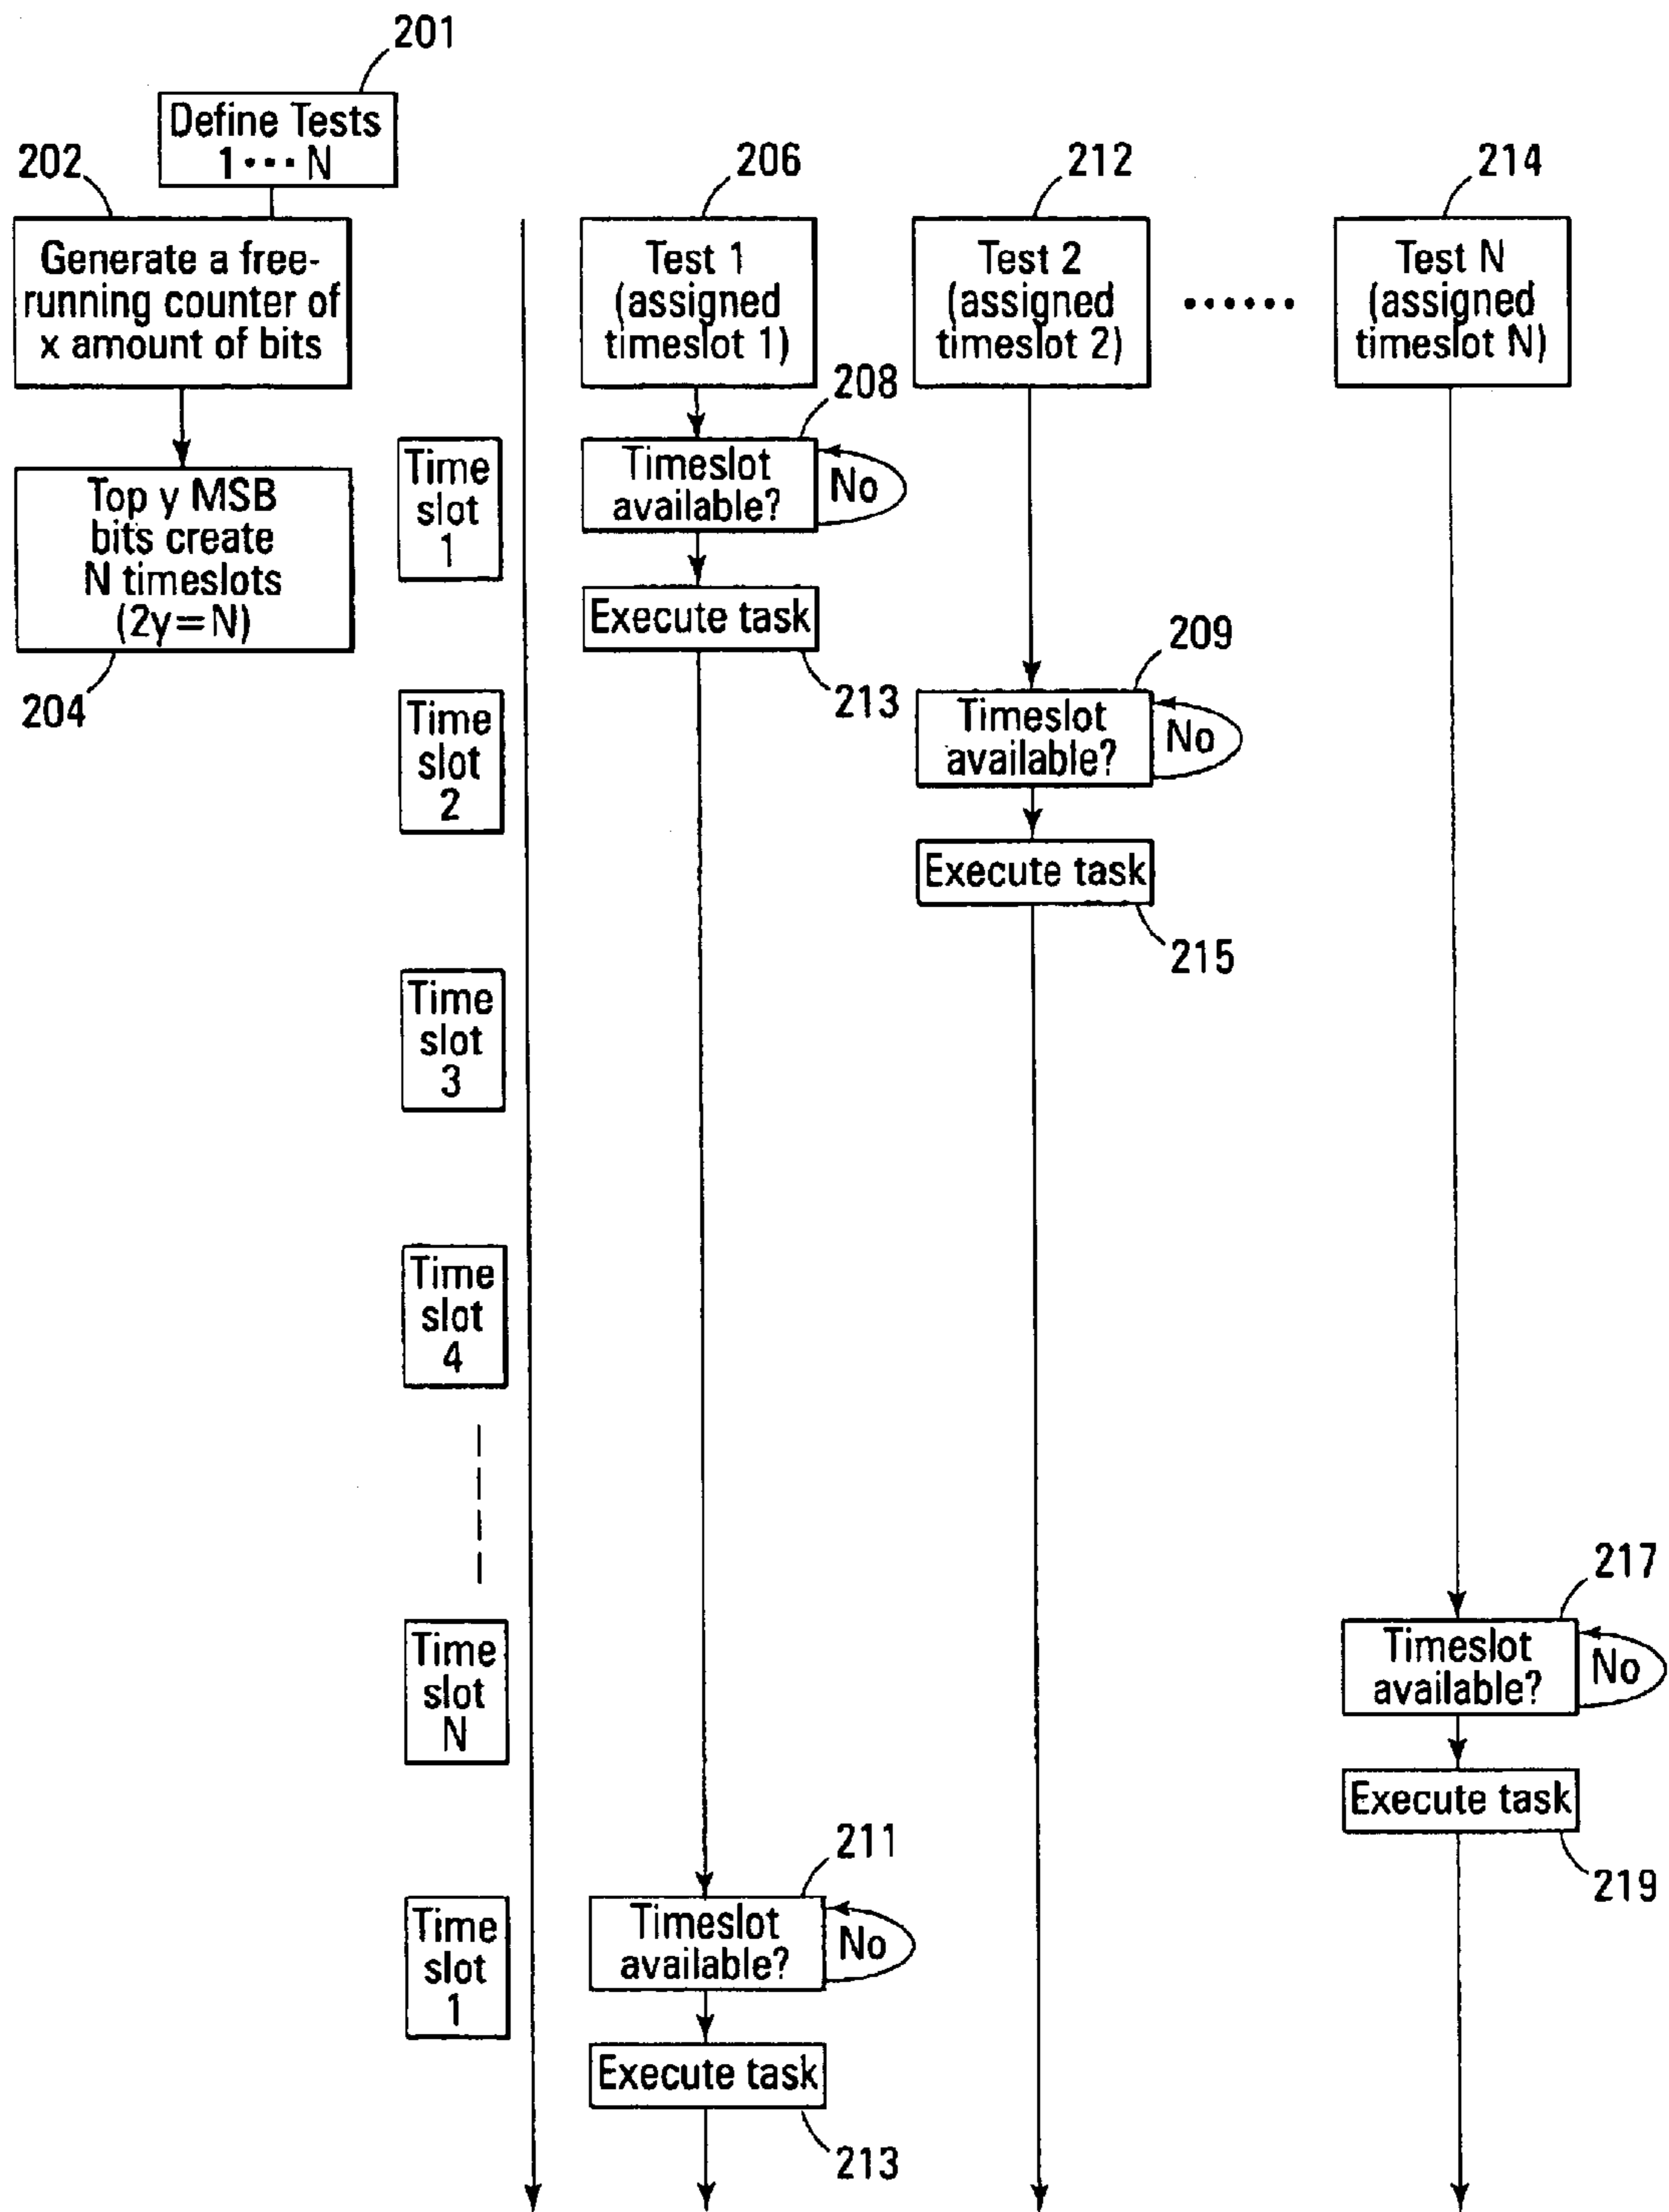 201
Define Tests
1 ••• N
202
206
212
214
Generate a free-
running counter of
x amount of bits
Test 1
(assigned
timeslot 1)
Test 2
(assigned
timeslot 2)
••••••
Test N
(assigned
timeslot N)
208
Time
slot
1
Timeslot
available?
No
Top y MSB
bits create
N timeslots
(2y=N)
204
Execute task
213
209
Time
slot
2
Timeslot
available?
No
Execute task
215
Time
slot
3
Time
slot
4
217
Time
slot
N
Timeslot
available?
No
Execute task
219
211
Time
slot
1
Timeslot
available?
No
Execute task
213